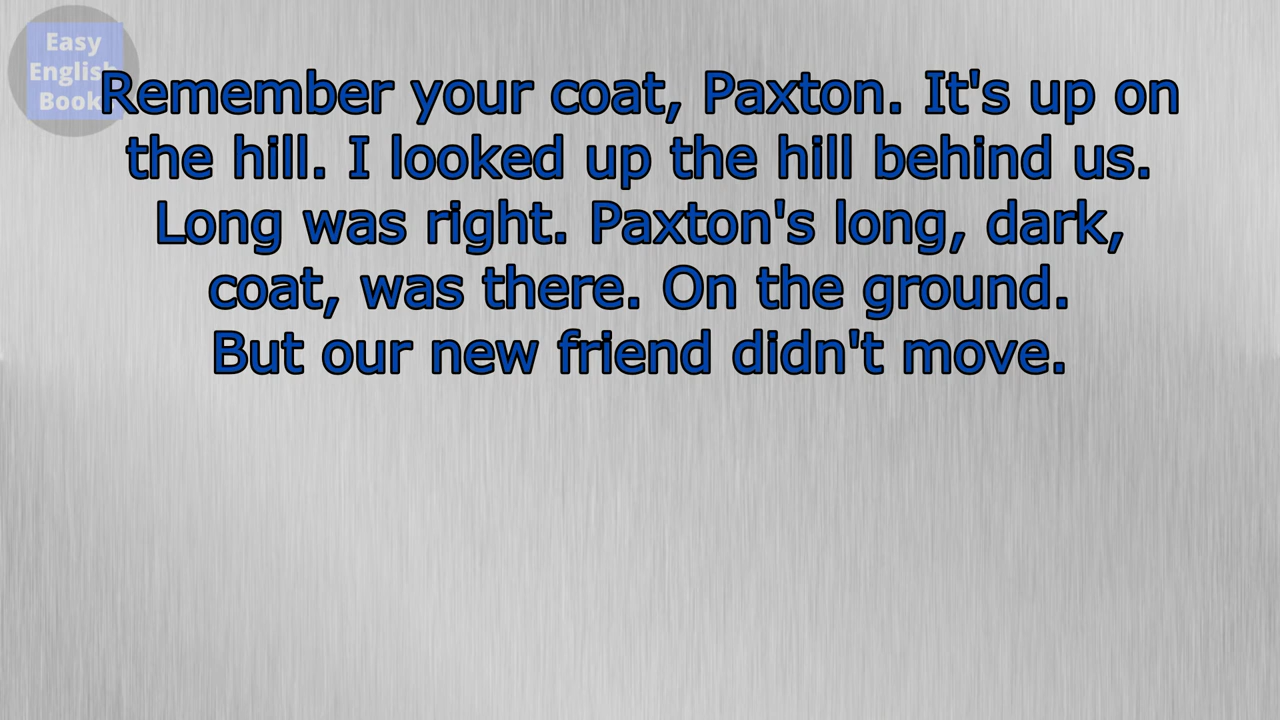 Easy
English
Book
Remember your coat, Paxton. It's up on
the hill. I looked up the hill behind us.
Long was right. Paxton's long, dark,
coat, was there. On the ground.
But our new friend didn't move.